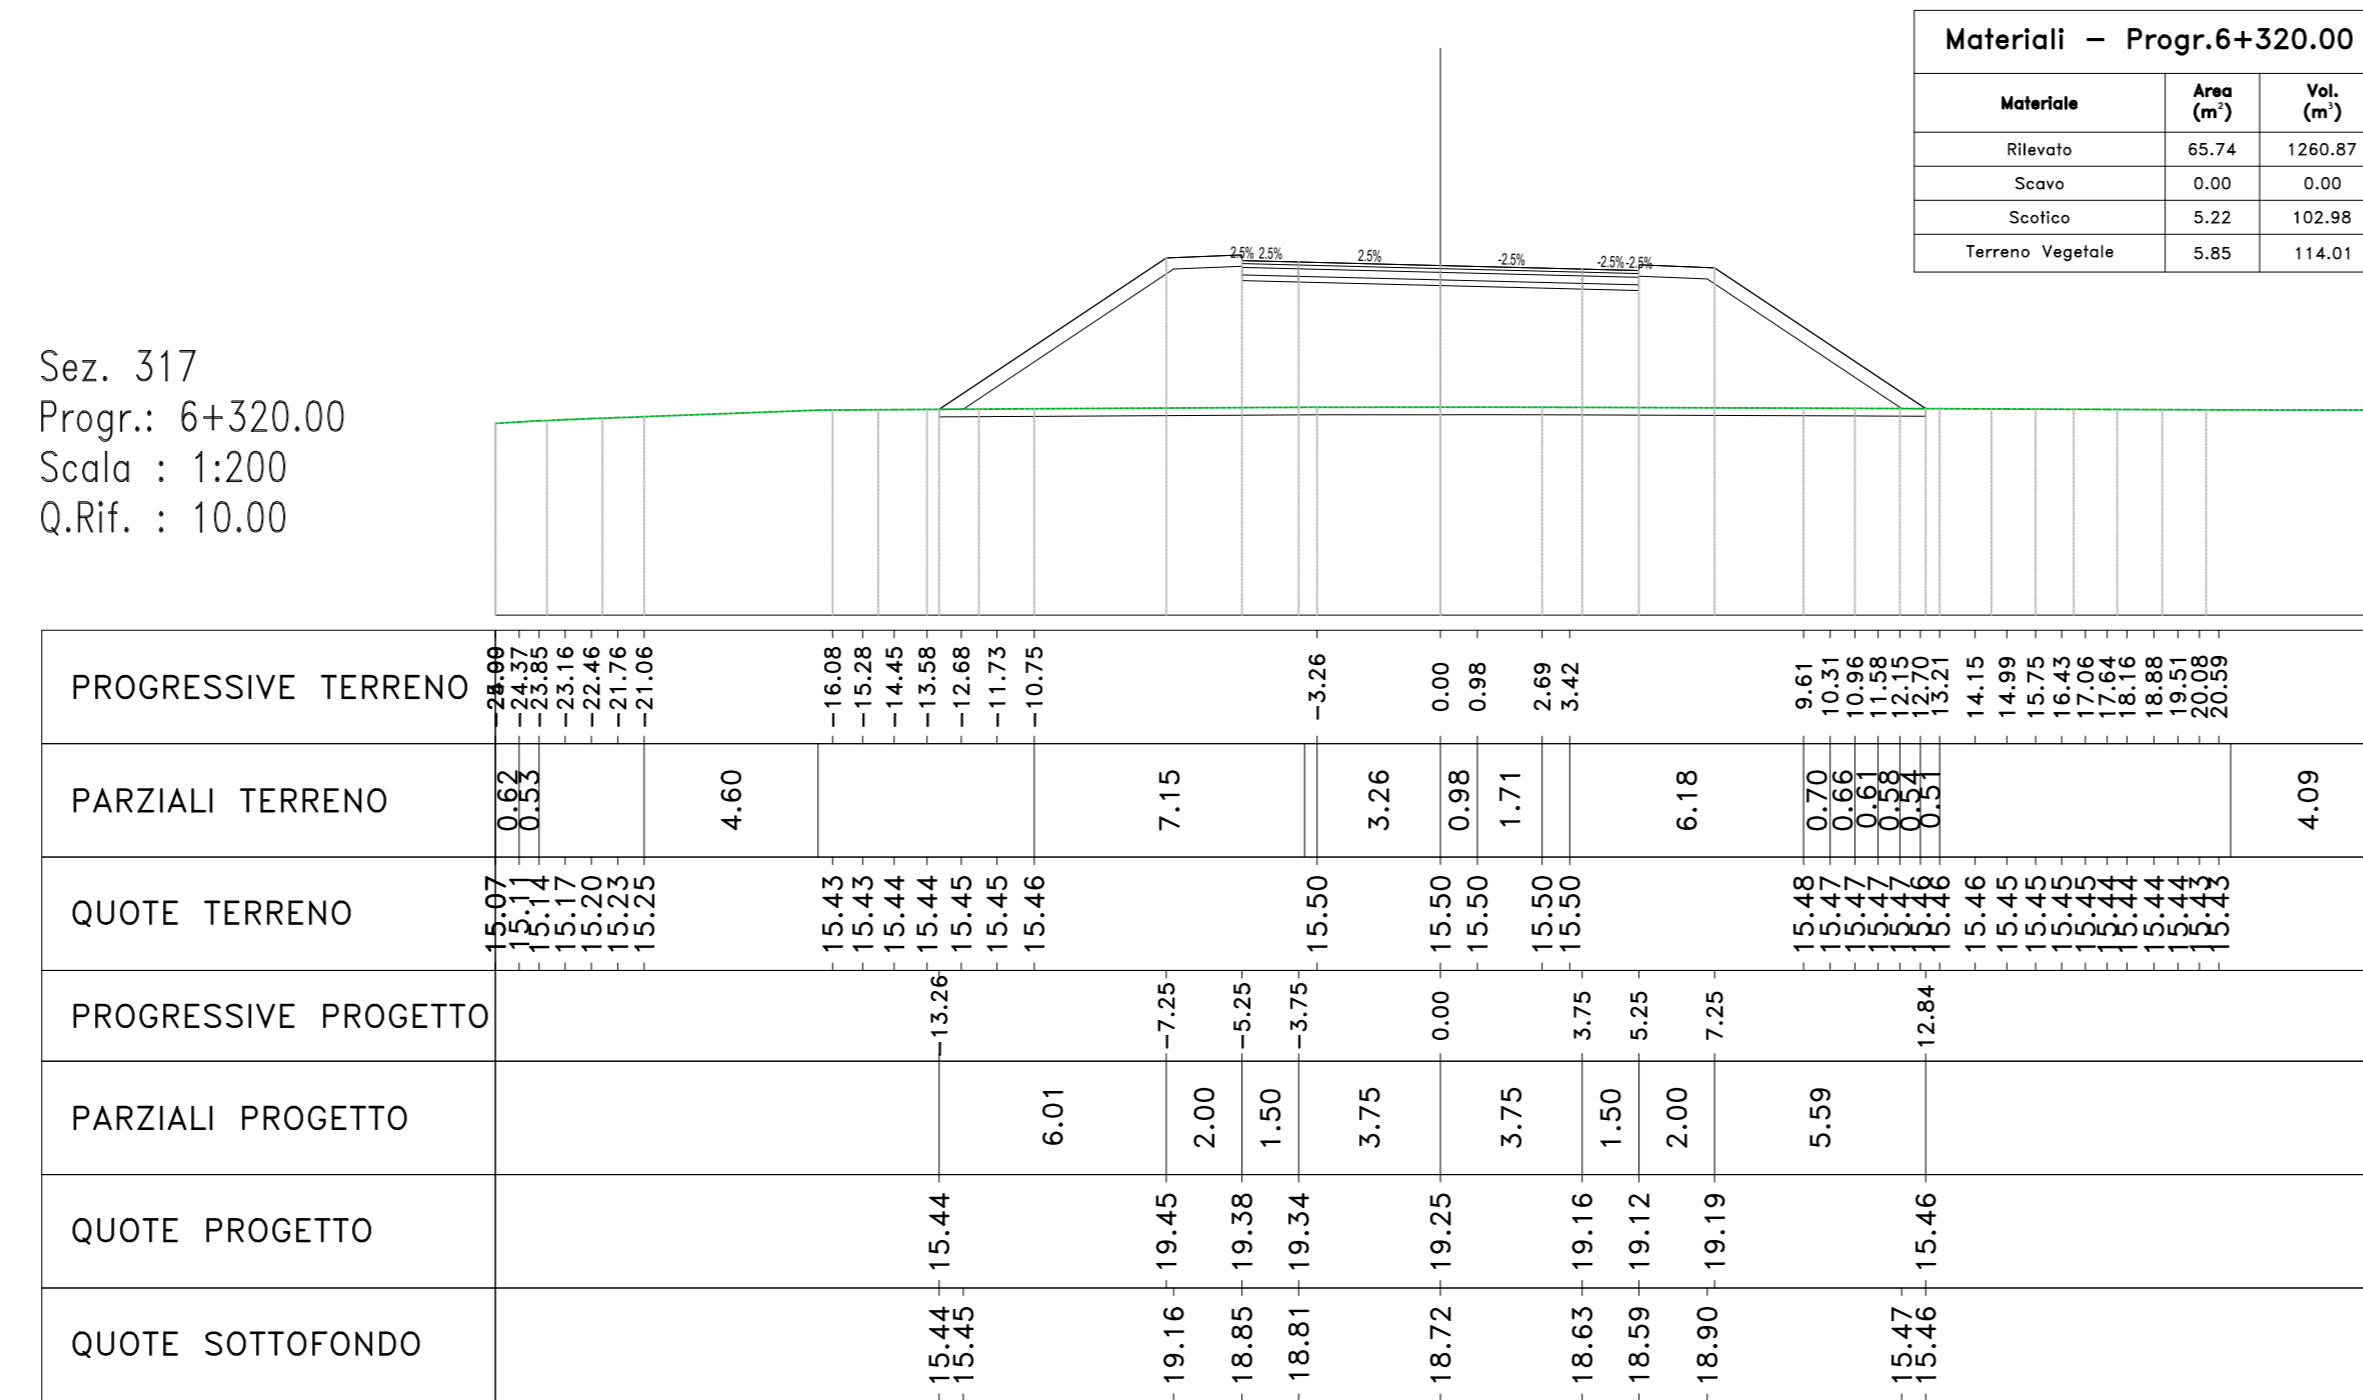 Materiali – Progr.6+320.00
Materiale Area (m²) Vol. (m³)
Rilevato 65.74 1260.87
Scavo 0.00 0.00
Scotico 5.22 102.98
Terreno Vegetale 5.85 114.01
2.5% 2.5% 2.5% -2.5% -2.5% -2.5%
Sez. 317
Progr.: 6+320.00
Scala : 1:200
Q.Rif. : 10.00
PROGRESSIVE TERRENO −24.37 −23.85 −23.16 −22.46 −21.76 −21.06 −16.08 −15.28 −14.45 −13.58 −12.68 −11.73 −10.75 −3.26 0.00 0.98 2.69 3.42 9.61 10.31 10.96 11.58 12.15 12.70 13.21 14.15 14.99 15.75 16.43 17.06 17.64 18.16 18.88 19.51 20.08 20.59
PARZIALI TERRENO 0.62 0.53 4.60 7.15 3.26 0.98 1.71 6.18 0.70 0.66 0.61 0.58 0.54 0.51 4.09
QUOTE TERRENO 15.07 15.11 15.14 15.17 15.20 15.23 15.25 15.43 15.43 15.44 15.44 15.45 15.45 15.46 15.50 15.50 15.50 15.50 15.50 15.48 15.47 15.47 15.47 15.47 15.46 15.46 15.46 15.45 15.45 15.45 15.45 15.44 15.44 15.44 15.44 15.43 15.43
PROGRESSIVE PROGETTO −13.26 −7.25 −5.25 −3.75 0.00 3.75 5.25 7.25 12.84
PARZIALI PROGETTO 6.01 2.00 1.50 3.75 3.75 1.50 2.00 5.59
QUOTE PROGETTO 15.44 19.45 19.38 19.34 19.25 19.16 19.12 19.19 15.46
QUOTE SOTTOFONDO 15.44 15.45 19.16 18.85 18.81 18.72 18.63 18.59 18.90 15.47 15.46